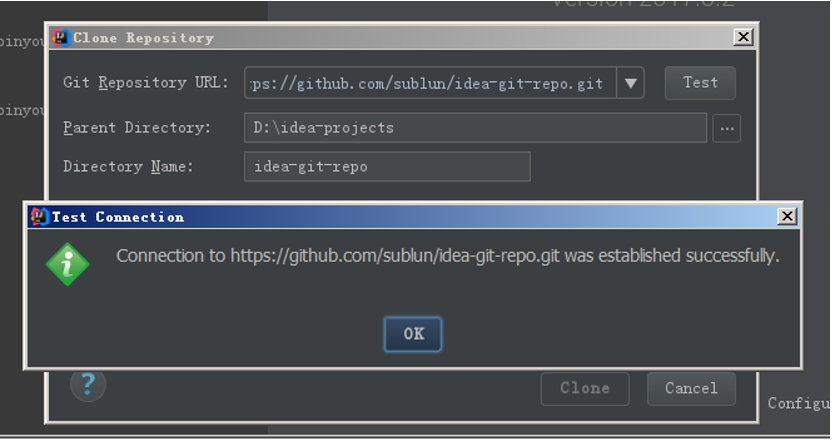 Version 2017.3.2
Clone Repository
Git Repository URL: ps://github.com/sublun/idea-git-repo.git Test
Parent Directory: D:\idea-projects ...
Directory Name: idea-git-repo
Test Connection
Connection to https://github.com/sublun/idea-git-repo.git was established successfully.
OK
? Clone Cancel
Configu